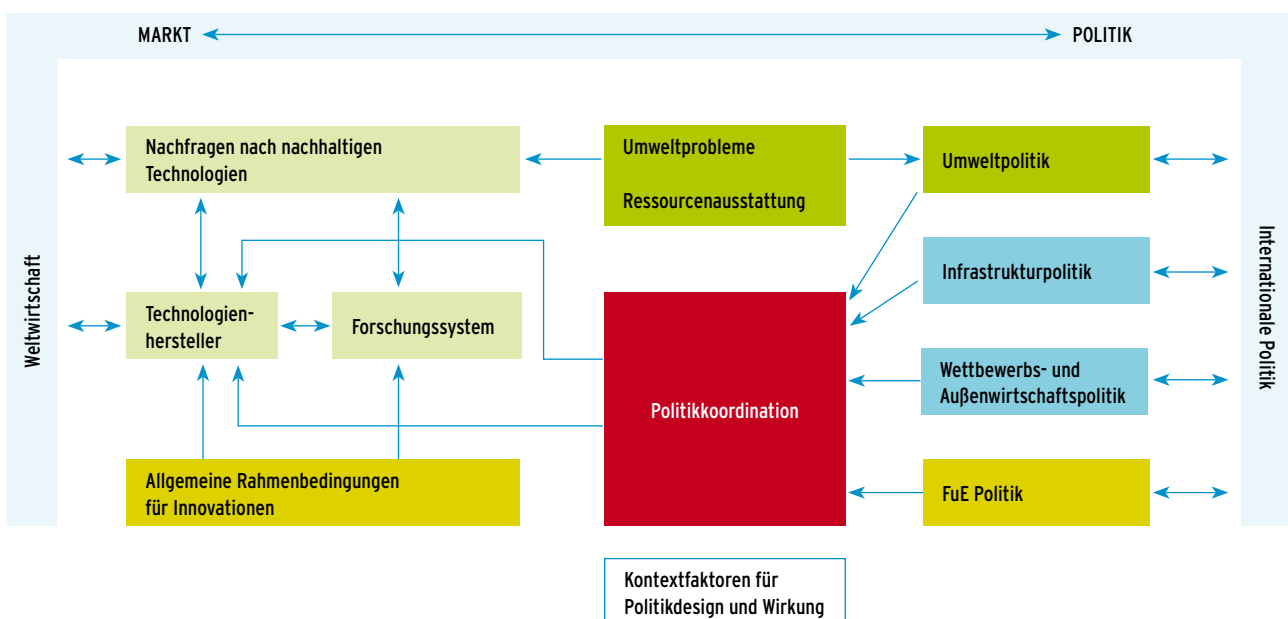 MARKT
POLITIK
Weltwirtschaft
Nachfragen nach nachhaltigen
Technologien
Umweltprobleme
Ressourcenausstattung
Umweltpolitik
Infrastrukturpolitik
Technologien-
hersteller
Forschungssystem
Politikkoordination
Wettbewerbs- und
Außenwirtschaftspolitik
Allgemeine Rahmenbedingungen
für Innovationen
FuE Politik
Internationale Politik
Kontextfaktoren für
Politikdesign und Wirkung